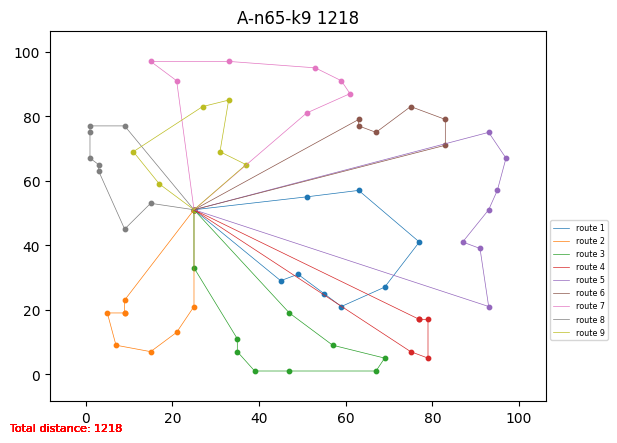 A-n65-k9 1218
100
80
60
40
20
0
0 20 40 60 80 100
route 1
route 2
route 3
route 4
route 5
route 6
route 7
route 8
route 9
Total distance: 1218